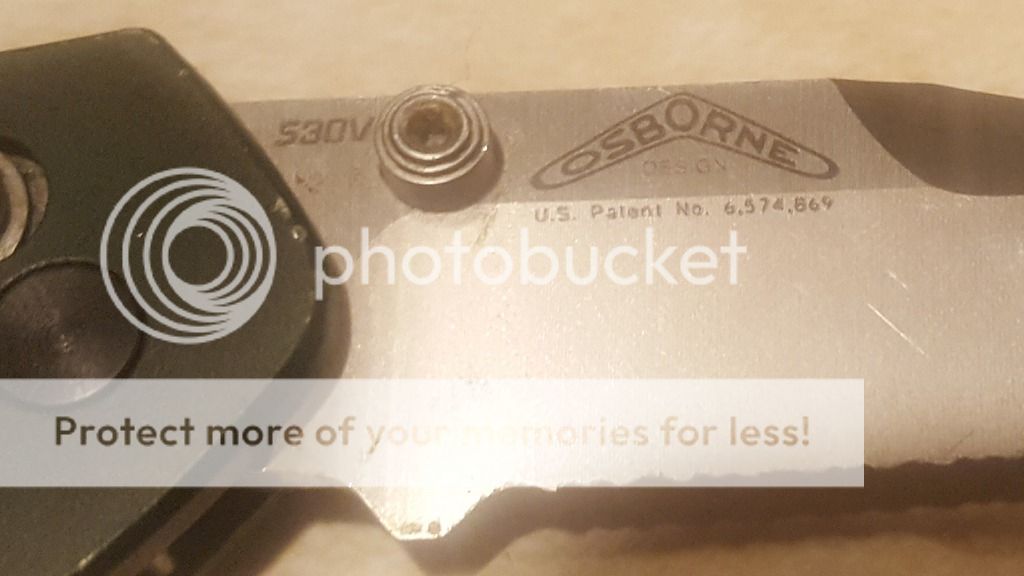 S30V
OSBORNE
DESIGN
U.S. Patent No. 6,574,869
photobucket
Protect more of your memories for less!